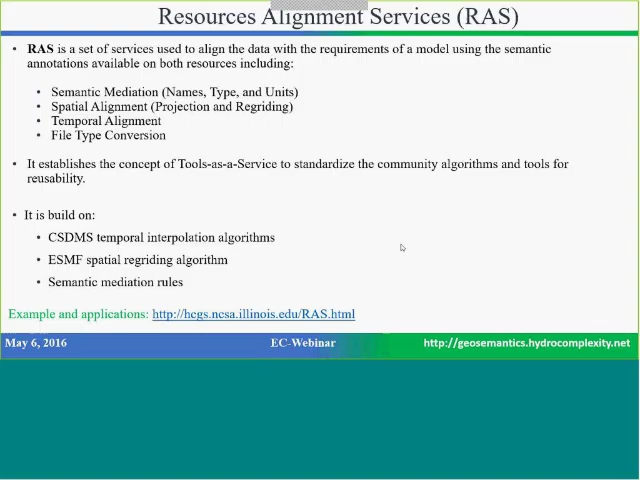 Resources Alignment Services (RAS)
• RAS is a set of services used to align the data with the requirements of a model using the semantic
annotations available on both resources including:
• Semantic Mediation (Names, Type, and Units)
• Spatial Alignment (Projection and Regriding)
• Temporal Alignment
• File Type Conversion
• It establishes the concept of Tools-as-a-Service to standardize the community algorithms and tools for
reusability.
• It is build on:
• CSDMS temporal interpolation algorithms
• ESMF spatial regriding algorithm
• Semantic mediation rules
Example and applications: http://hcgs.ncsa.illinois.edu/RAS.html
May 6, 2016 EC-Webinar http://geosemantics.hydrocomplexity.net